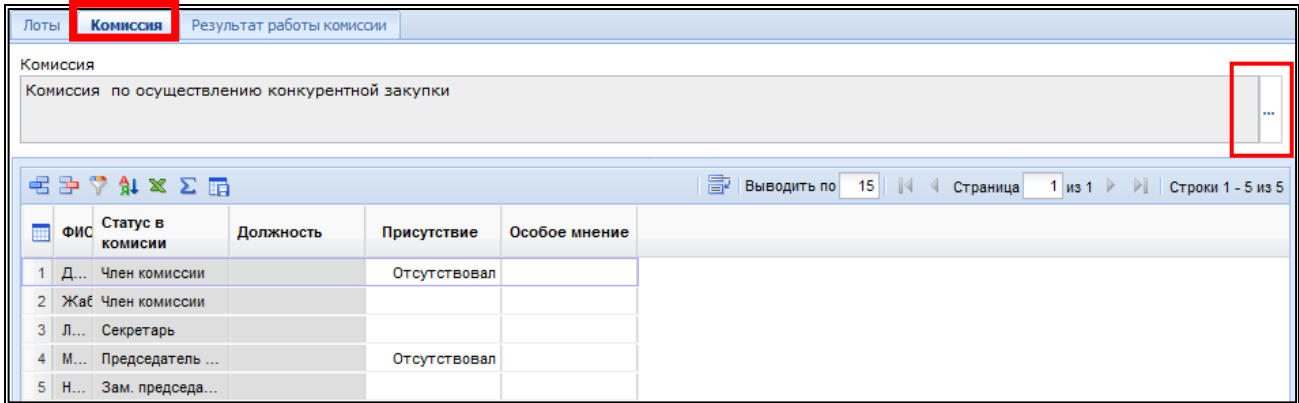 Лоты Комиссия Результат работы комиссии
Комиссия
Комиссия по осуществлению конкурентной закупки
...
Выводить по 15 Страница 1 из 1 Строки 1 - 5 из 5
ФИО Статус в комисии Должность Присутствие Особое мнение
1 Д... Член комиссии Отсутствовал
2 Жаб Член комиссии
3 Л... Секретарь
4 М... Председатель ... Отсутствовал
5 Н... Зам. председа...